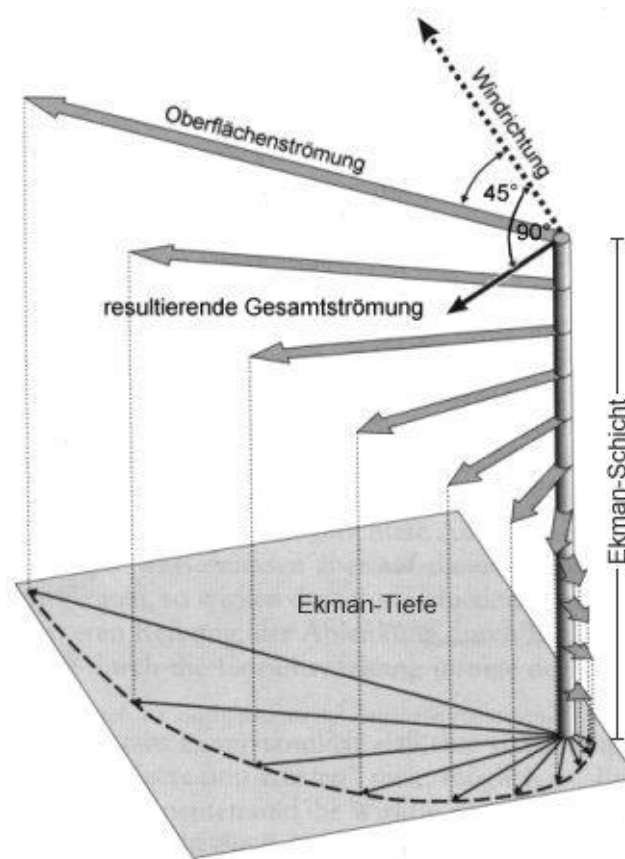 Windrichtung
Oberflächenströmung
45°
90°
resultierende Gesamtströmung
Ekman-Schicht
Ekman-Tiefe